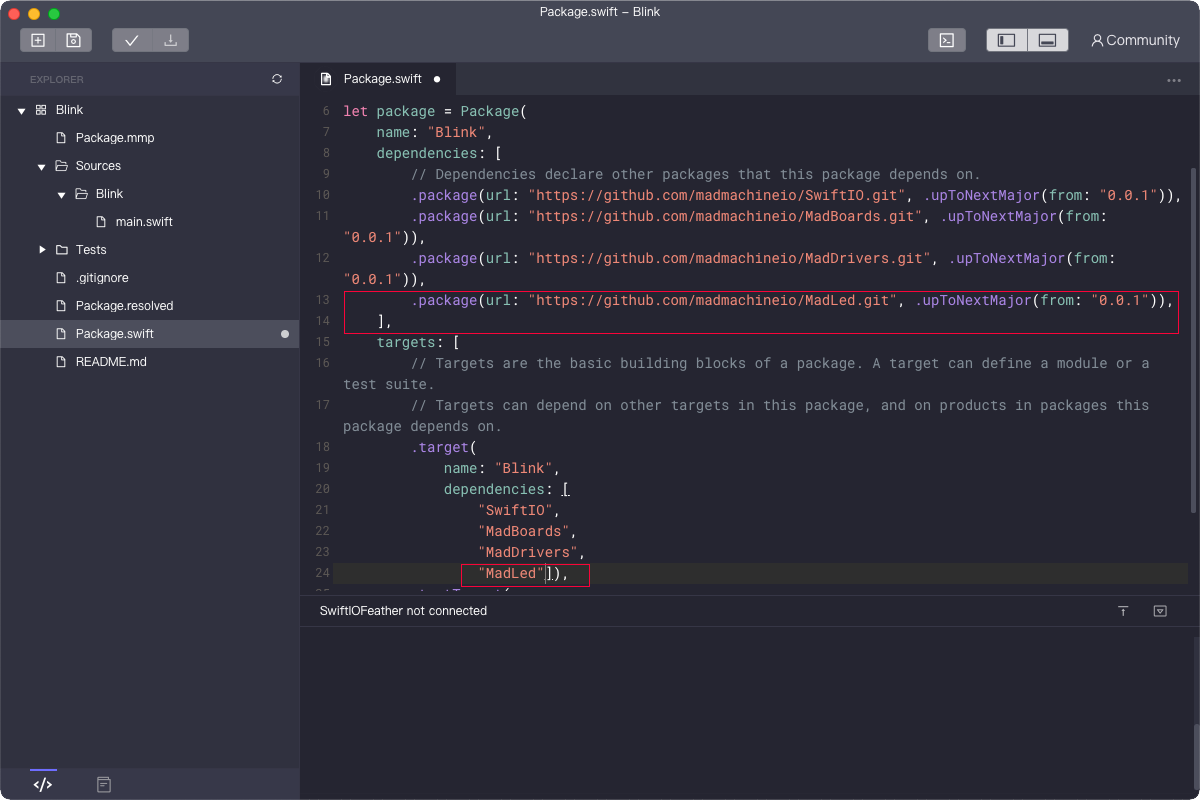 Package.swift – Blink
Community
EXPLORER
Blink
Package.mmp
Sources
Blink
main.swift
Tests
.gitignore
Package.resolved
Package.swift
README.md
Package.swift
6 let package = Package(
7 name: "Blink",
8 dependencies: [
9 // Dependencies declare other packages that this package depends on.
10 .package(url: "https://github.com/madmachineio/SwiftIO.git", .upToNextMajor(from: "0.0.1")),
11 .package(url: "https://github.com/madmachineio/MadBoards.git", .upToNextMajor(from:
"0.0.1")),
12 .package(url: "https://github.com/madmachineio/MadDrivers.git", .upToNextMajor(from:
"0.0.1")),
13 .package(url: "https://github.com/madmachineio/MadLed.git", .upToNextMajor(from: "0.0.1")),
14 ],
15 targets: [
16 // Targets are the basic building blocks of a package. A target can define a module or a
test suite.
17 // Targets can depend on other targets in this package, and on products in packages this
package depends on.
18 .target(
19 name: "Blink",
20 dependencies: [
21 "SwiftIO",
22 "MadBoards",
23 "MadDrivers",
24 "MadLed"]),
SwiftIOFeather not connected